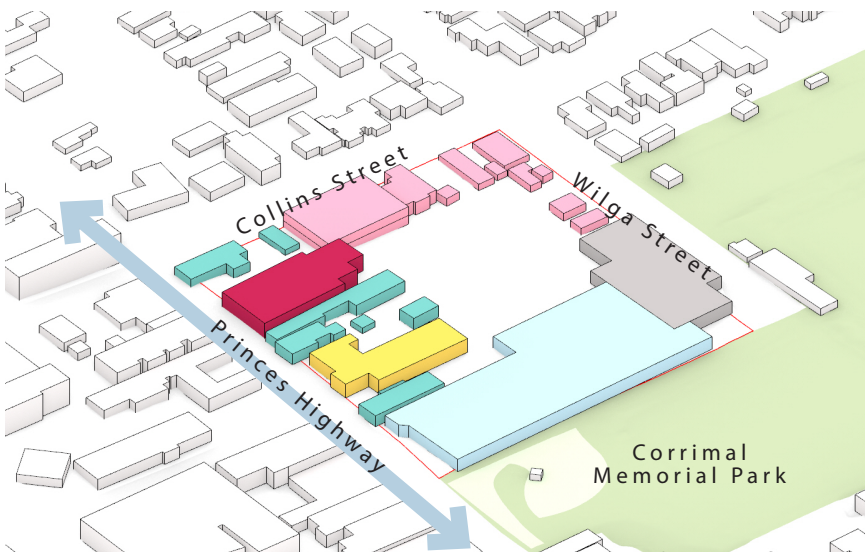 Collins Street
Wilga Street
Princes Highway
Corrimal
Memorial Park